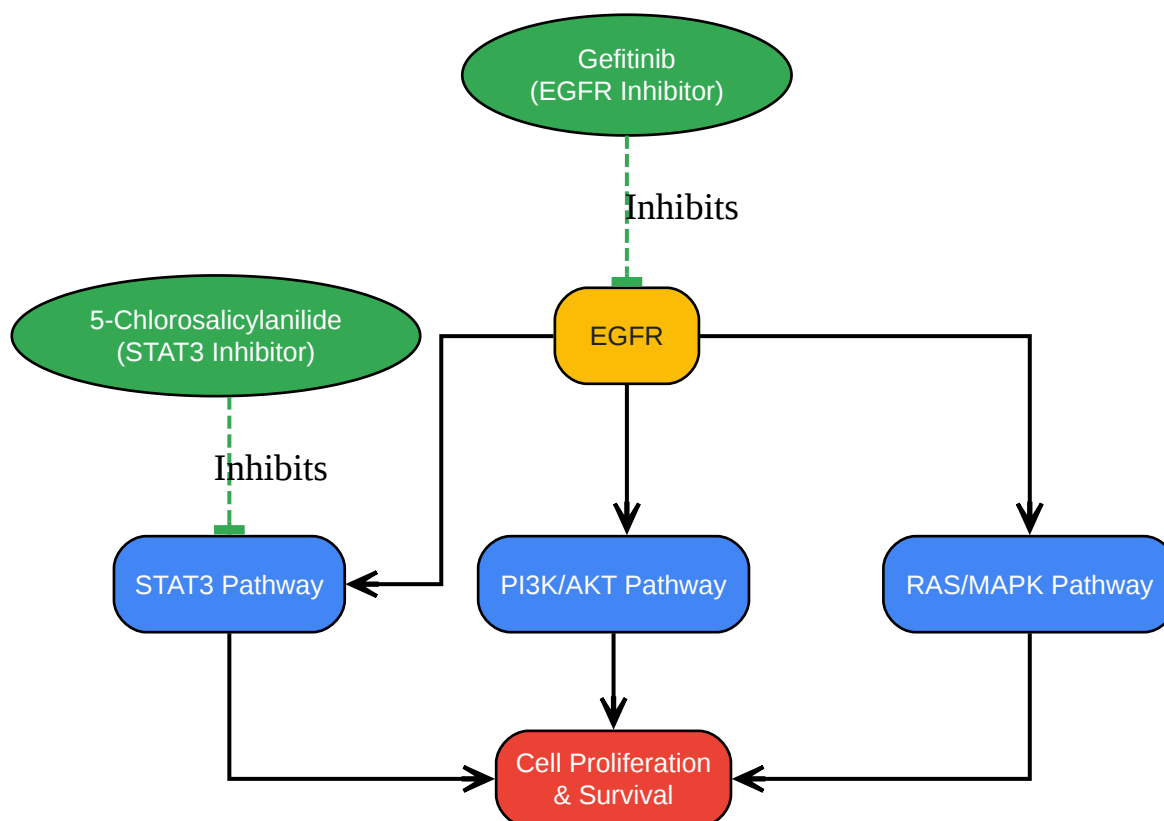 Gefitinib
(EGFR Inhibitor)
Inhibits
5-Chlorosalicylanilide
(STAT3 Inhibitor)
EGFR
Inhibits
STAT3 Pathway
PI3K/AKT Pathway
RAS/MAPK Pathway
Cell Proliferation
& Survival